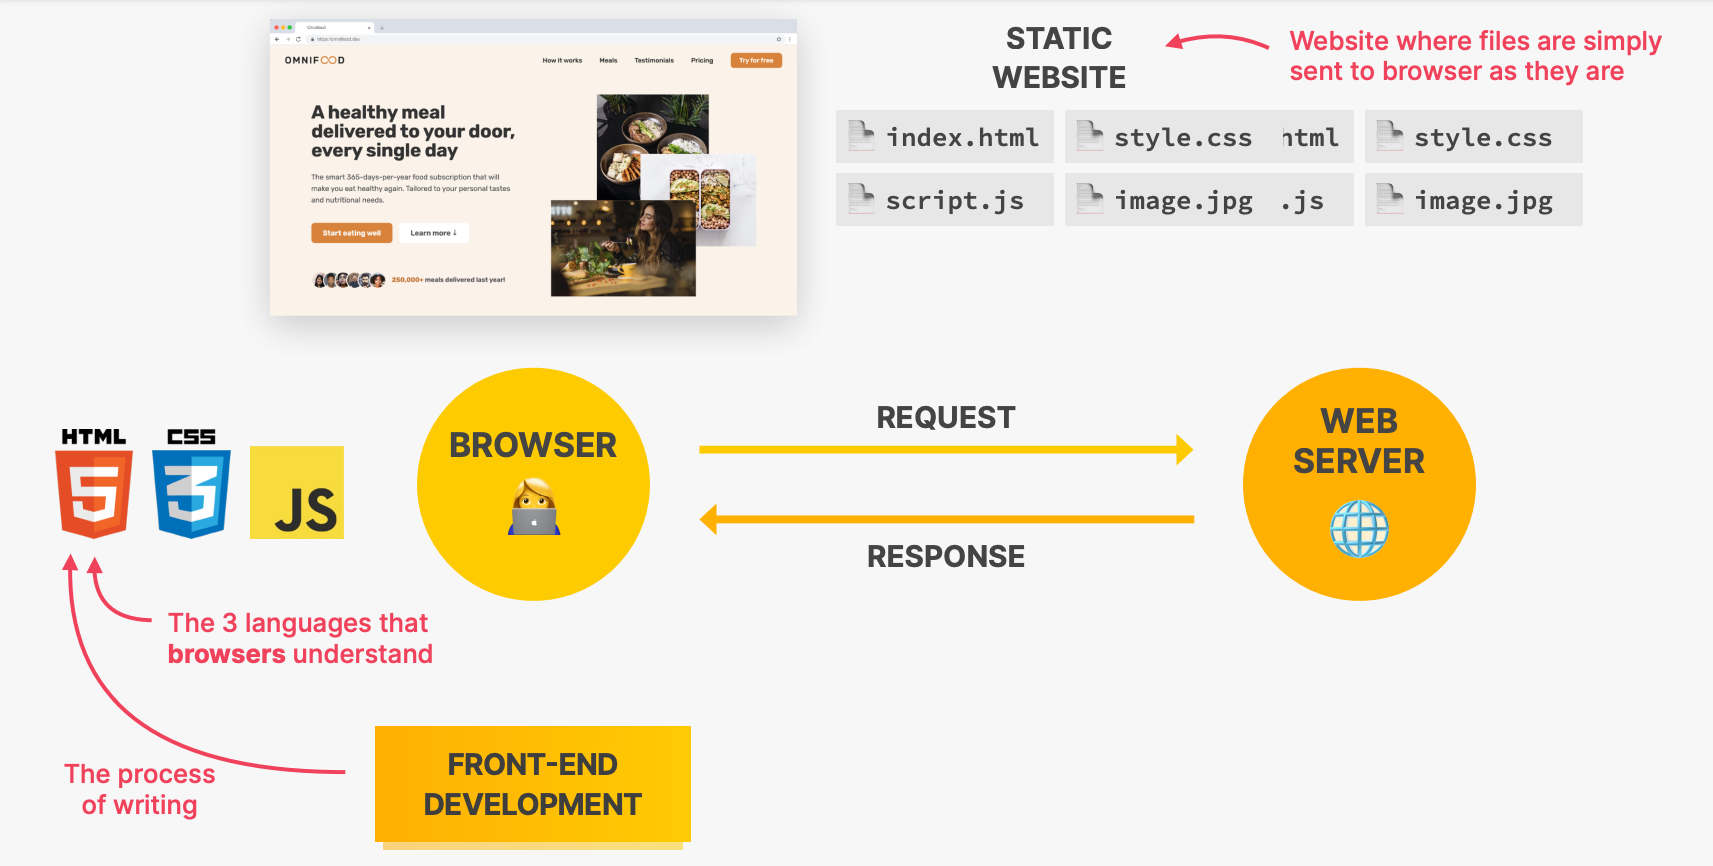 Omnifood
https://omnifood.dev
OMNIFOOD
How it works
Meals
Testimonials
Pricing
Try for free
A healthy meal
delivered to your door,
every single day
The smart 365-days-per-year food subscription that will
make you eat healthy again. Tailored to your personal tastes
and nutritional needs.
Start eating well
Learn more ↓
250,000+ meals delivered last year!
STATIC
WEBSITE
Website where files are simply
sent to browser as they are
index.html
style.css
html
style.css
script.js
image.jpg
.js
image.jpg
HTML
5
CSS
3
JS
BROWSER
REQUEST
RESPONSE
WEB
SERVER
The 3 languages that
browsers understand
The process
of writing
FRONT-END
DEVELOPMENT